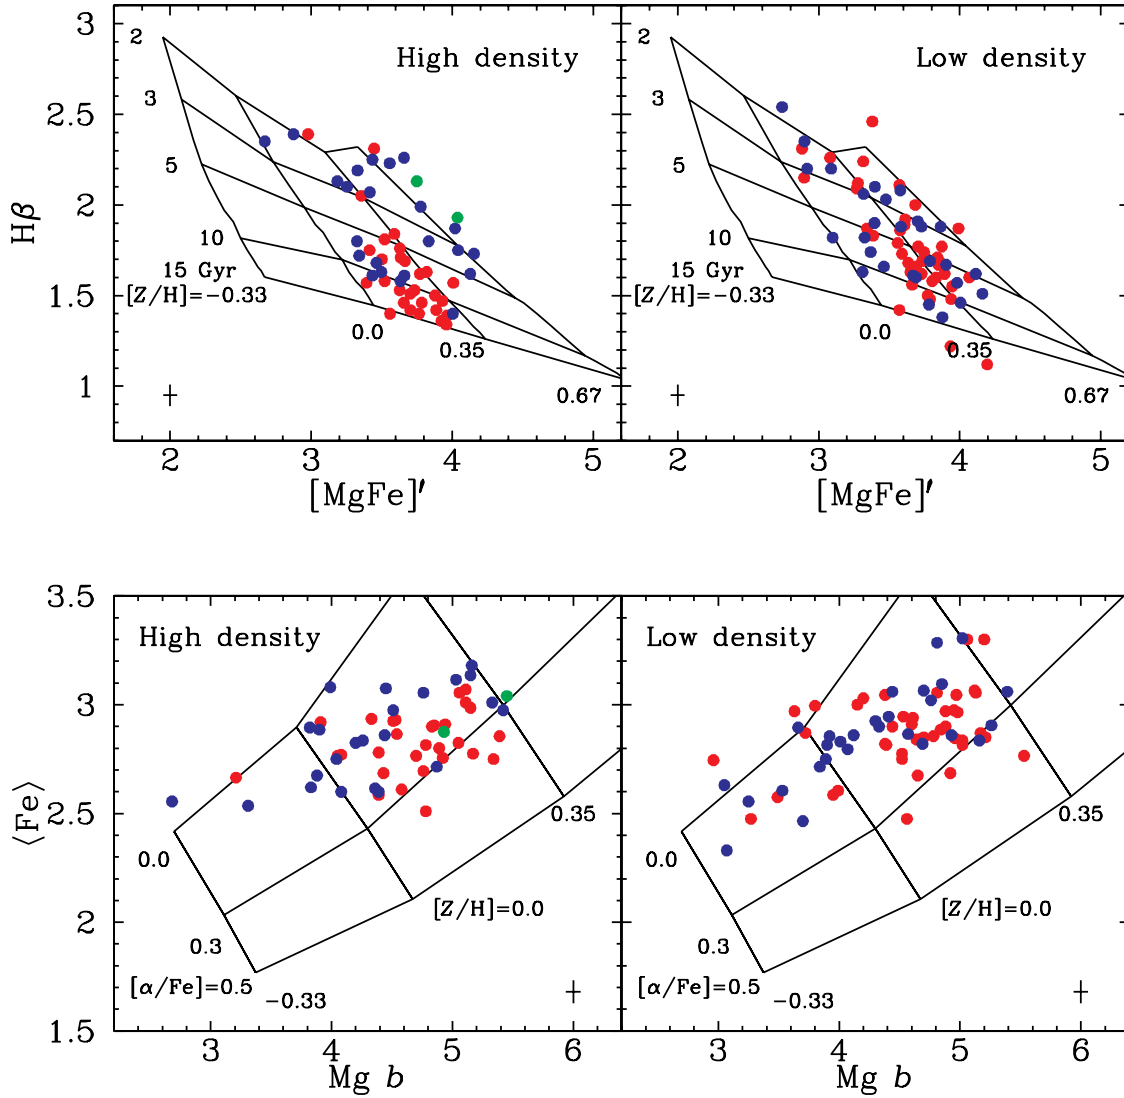 3
2.5
2
1.5
1
Hβ
High density
2
3
5
10
15 Gyr
[Z/H]=−0.33
0.0
0.35
0.67
2 3 4 5
[MgFe]′
Low density
2
3
5
10
15 Gyr
[Z/H]=−0.33
0.0
0.35
0.67
2 3 4 5
[MgFe]′
3.5
3
2.5
2
1.5
⟨Fe⟩
High density
0.0
0.3
[α/Fe]=0.5
−0.33
[Z/H]=0.0
0.35
3 4 5 6
Mg b
Low density
0.0
0.3
[α/Fe]=0.5
−0.33
[Z/H]=0.0
0.35
3 4 5 6
Mg b